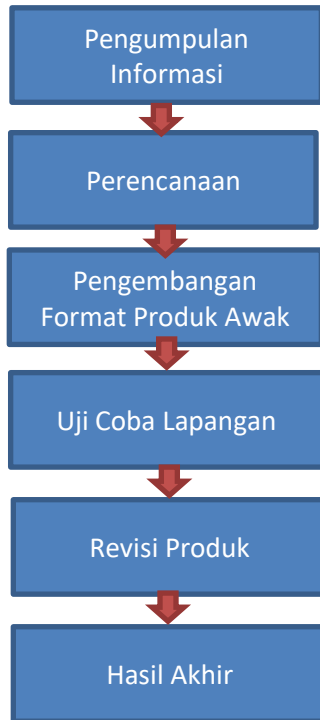 Pengumpulan
Informasi
Perencanaan
Pengembangan
Format Produk Awak
Uji Coba Lapangan
Revisi Produk
Hasil Akhir